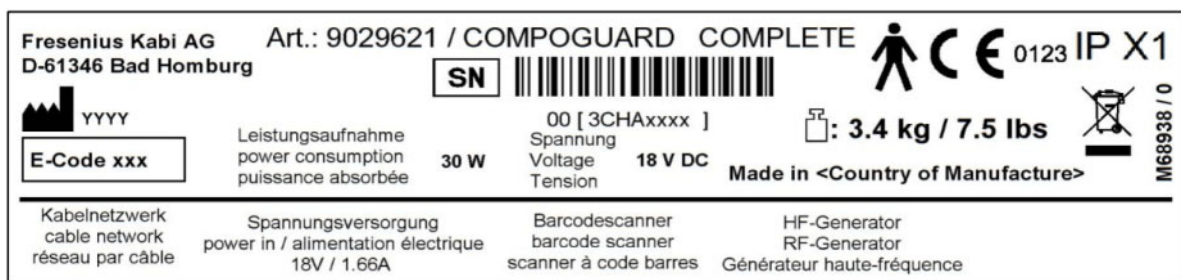 Fresenius Kabi AG
D-61346 Bad Homburg
Art.: 9029621 / COMPOGUARD COMPLETE
SN
CE 0123 IP X1
YYYY
E-Code xxx
Leistungsaufnahme
power consumption
puissance absorbée
30 W
00 [ 3CHAxxxx ]
Spannung
Voltage
Tension
18 V DC
: 3.4 kg / 7.5 lbs
Made in <Country of Manufacture>
M68938 / 0
Kabelnetzwerk
cable network
réseau par câble
Spannungsversorgung
power in / alimentation électrique
18V / 1.66A
Barcodescanner
barcode scanner
scanner à code barres
HF-Generator
RF-Generator
Générateur haute-fréquence